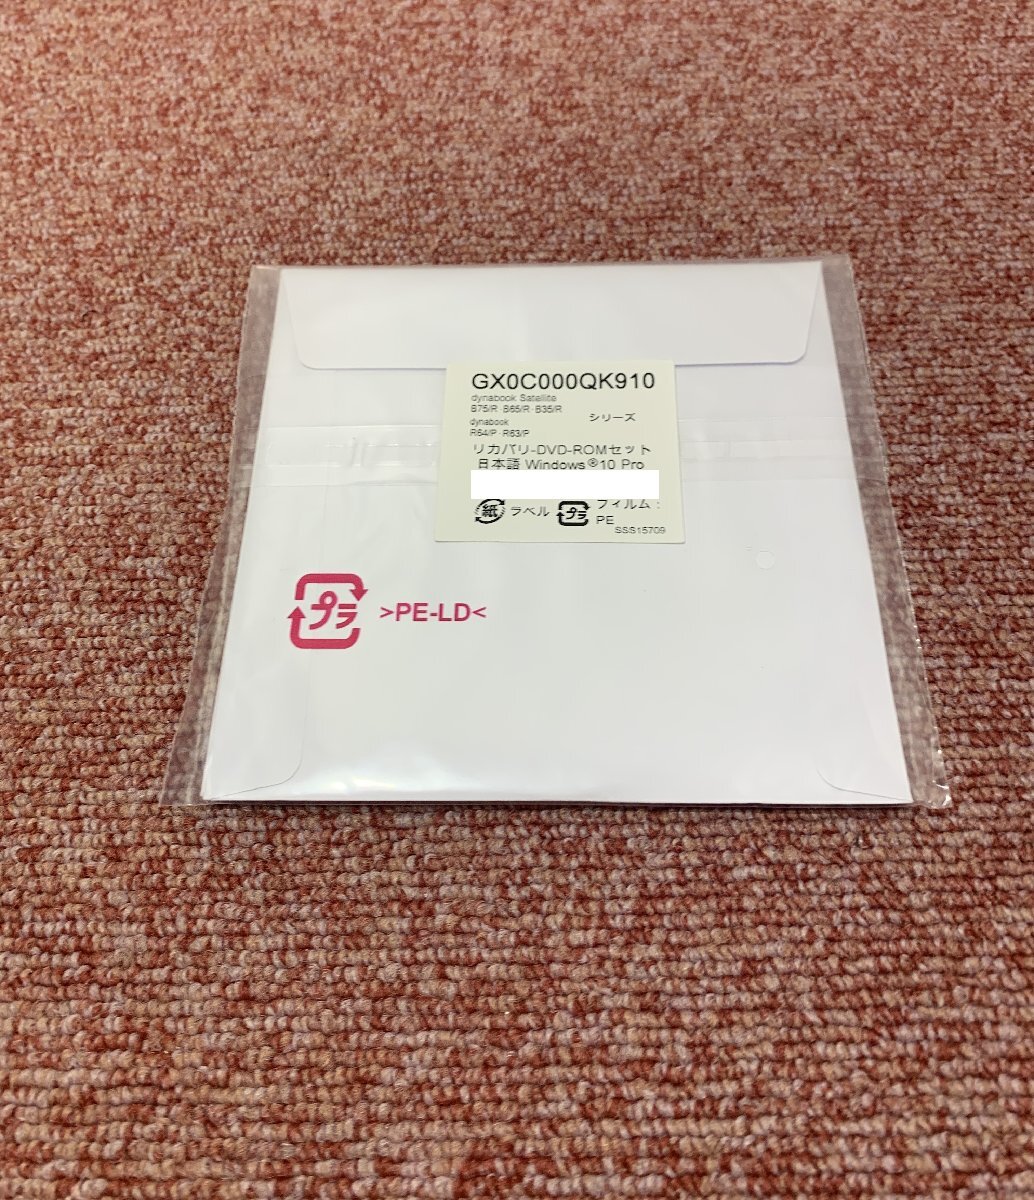 GX0C000QK910
dynabook Satellite
B75/R・B65/R・B35/R
シリーズ
dynabook
R64/P・R63/P
リカバリ-DVD-ROMセット
日本語 Windows®10 Pro
紙 ラベル プラ フィルム：
PE
SSS15709
プラ >PE-LD<